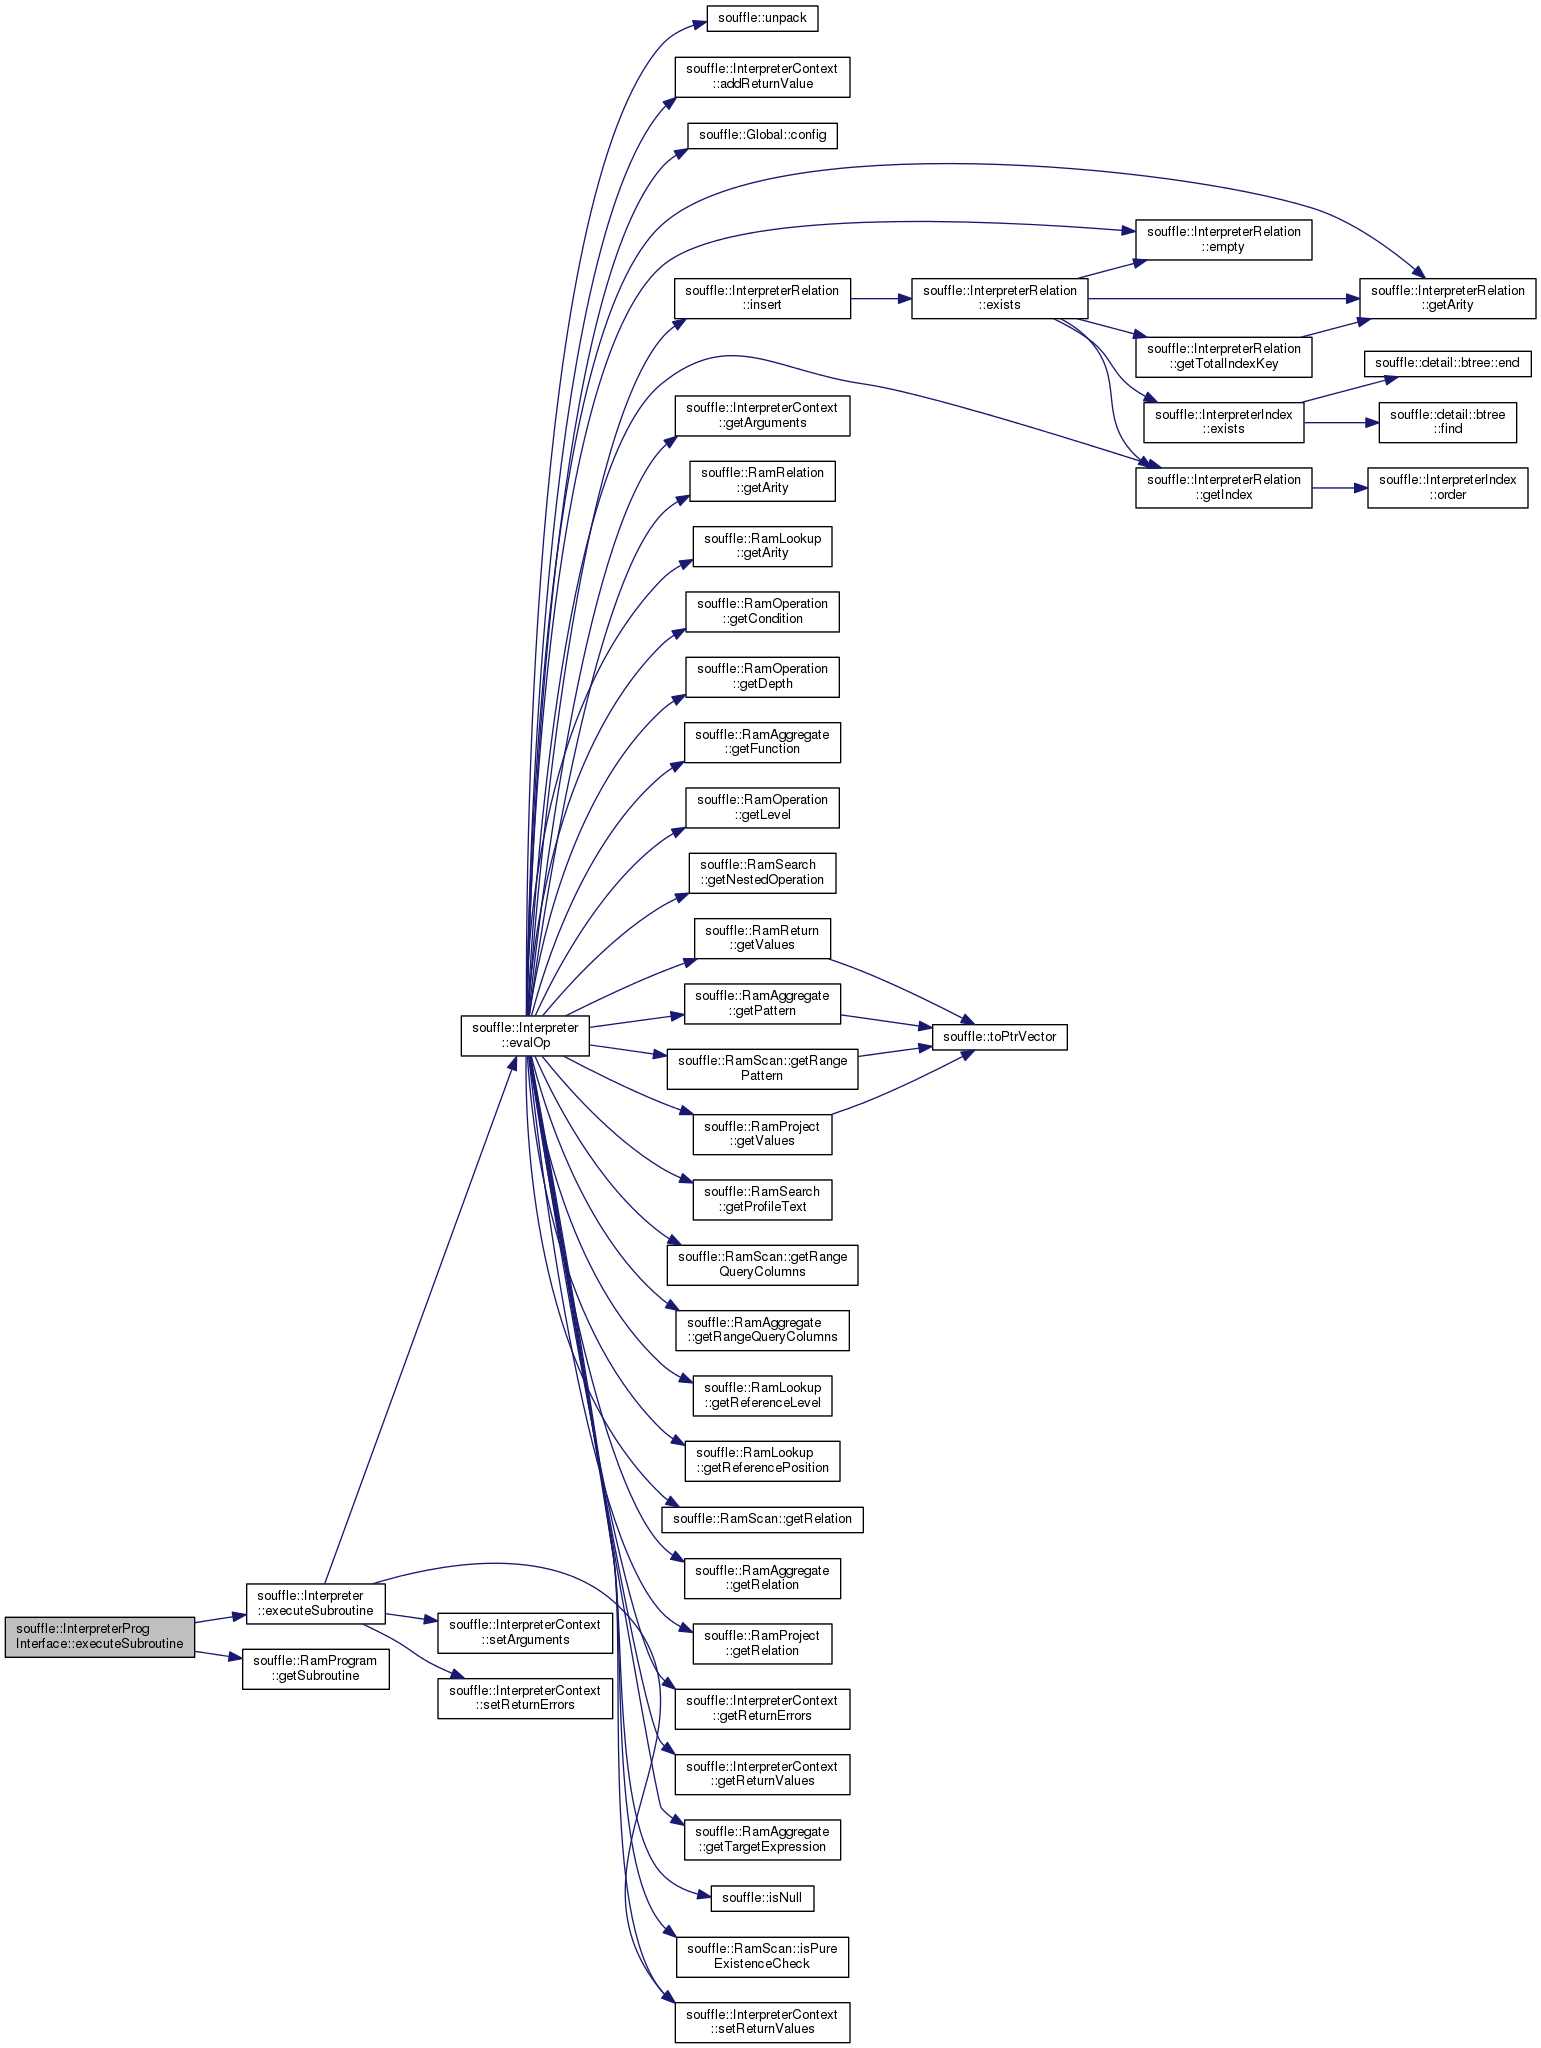 souffle::unpack
souffle::InterpreterContext
::addReturnValue
souffle::Global::config
souffle::InterpreterRelation
::empty
souffle::InterpreterRelation
::insert
souffle::InterpreterRelation
::exists
souffle::InterpreterRelation
::getArity
souffle::InterpreterRelation
::getTotalIndexKey
souffle::detail::btree::end
souffle::InterpreterContext
::getArguments
souffle::InterpreterIndex
::exists
souffle::detail::btree
::find
souffle::RamRelation
::getArity
souffle::InterpreterRelation
::getIndex
souffle::InterpreterIndex
::order
souffle::RamLookup
::getArity
souffle::RamOperation
::getCondition
souffle::RamOperation
::getDepth
souffle::RamAggregate
::getFunction
souffle::RamOperation
::getLevel
souffle::RamSearch
::getNestedOperation
souffle::RamReturn
::getValues
souffle::RamAggregate
::getPattern
souffle::Interpreter
::evalOp
souffle::toPtrVector
souffle::RamScan::getRange
Pattern
souffle::RamProject
::getValues
souffle::RamSearch
::getProfileText
souffle::RamScan::getRange
QueryColumns
souffle::RamAggregate
::getRangeQueryColumns
souffle::RamLookup
::getReferenceLevel
souffle::RamLookup
::getReferencePosition
souffle::RamScan::getRelation
souffle::RamAggregate
::getRelation
souffle::Interpreter
::executeSubroutine
souffle::InterpreterProg
Interface::executeSubroutine
souffle::InterpreterContext
::setArguments
souffle::RamProject
::getRelation
souffle::RamProgram
::getSubroutine
souffle::InterpreterContext
::setReturnErrors
souffle::InterpreterContext
::getReturnErrors
souffle::InterpreterContext
::getReturnValues
souffle::RamAggregate
::getTargetExpression
souffle::isNull
souffle::RamScan::isPure
ExistenceCheck
souffle::InterpreterContext
::setReturnValues